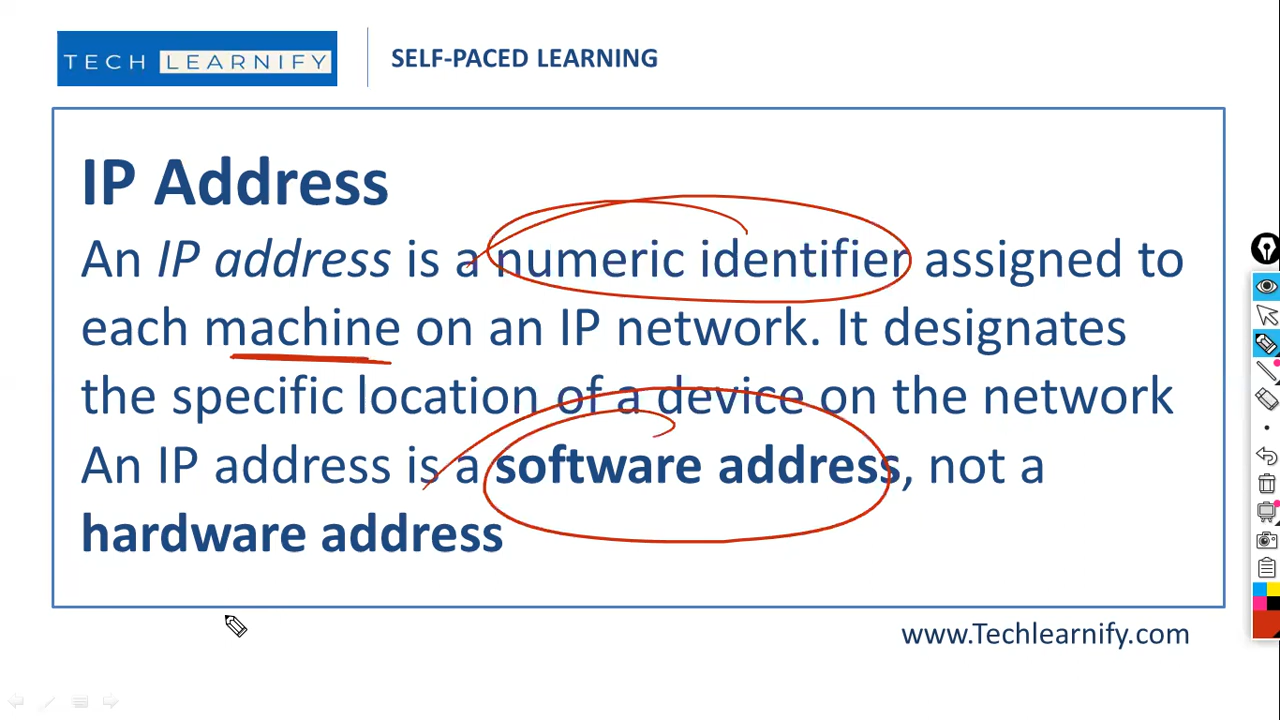 TECH LEARNIFY
SELF-PACED LEARNING
IP Address
An IP address is a numeric identifier assigned to
each machine on an IP network. It designates
the specific location of a device on the network
An IP address is a software address, not a
hardware address
www.Techlearnify.com